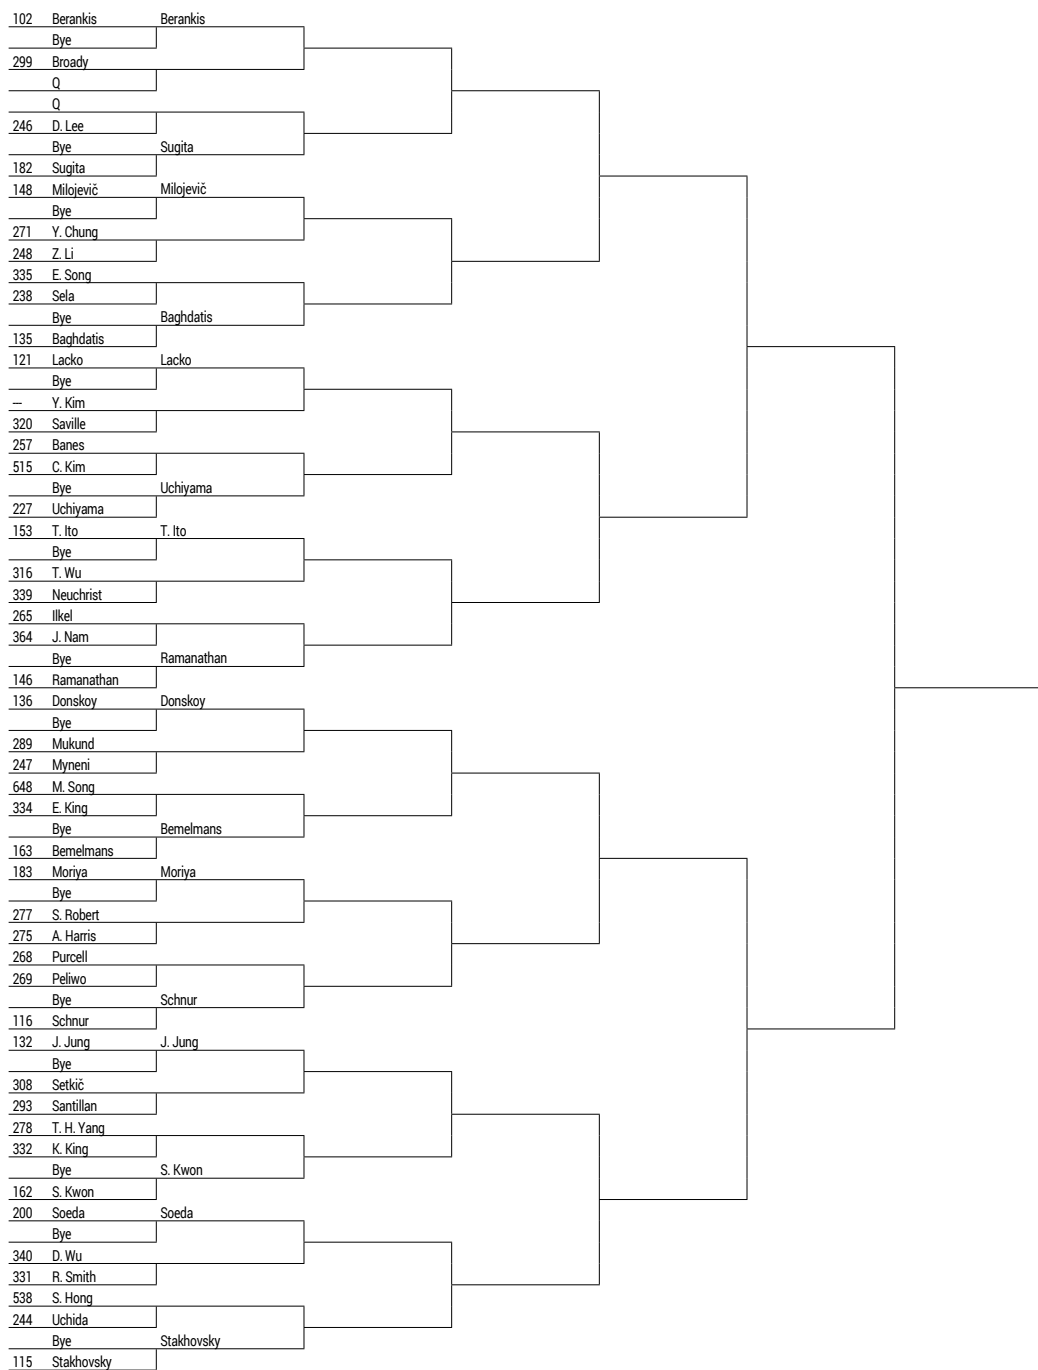 102 Berankis Berankis
Bye
299 Broady
Q
Q
246 D. Lee
Bye Sugita
182 Sugita
148 Milojevič Milojevič
Bye
271 Y. Chung
248 Z. Li
335 E. Song
238 Sela
Bye Baghdatis
135 Baghdatis
121 Lacko Lacko
Bye
--- Y. Kim
320 Saville
257 Banes
515 C. Kim
Bye Uchiyama
227 Uchiyama
153 T. Ito T. Ito
Bye
316 T. Wu
339 Neuchrist
265 Ilkel
364 J. Nam
Bye Ramanathan
146 Ramanathan
136 Donskoy Donskoy
Bye
289 Mukund
247 Myneni
648 M. Song
334 E. King
Bye Bemelmans
163 Bemelmans
183 Moriya Moriya
Bye
277 S. Robert
275 A. Harris
268 Purcell
269 Peliwo
Bye Schnur
116 Schnur
132 J. Jung J. Jung
Bye
308 Setkič
293 Santillan
278 T. H. Yang
332 K. King
Bye S. Kwon
162 S. Kwon
200 Soeda Soeda
Bye
340 D. Wu
331 R. Smith
538 S. Hong
244 Uchida
Bye Stakhovsky
115 Stakhovsky